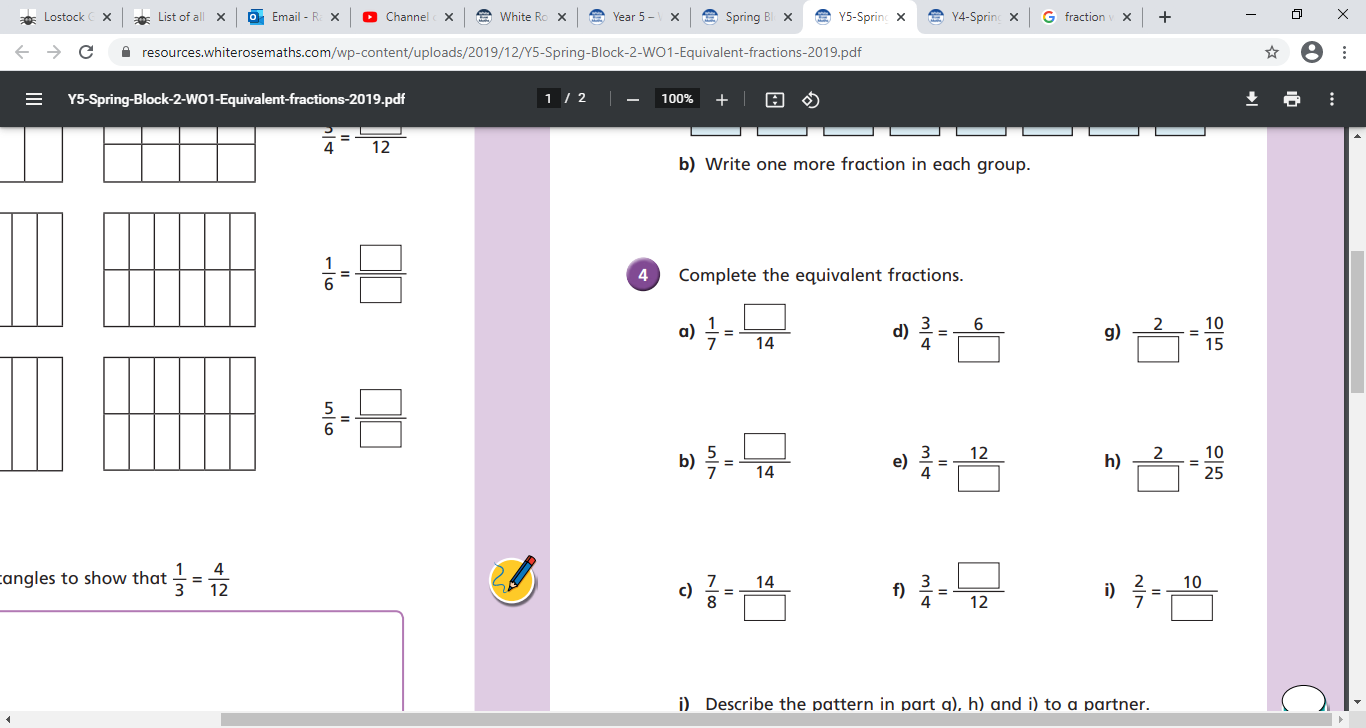 Lostock G
List of all
Email - Ra
Channel c
White Ro
Year 5 –
Spring Bl
Y5-Spring
Y4-Spring
fraction w
resources.whiterosemaths.com/wp-content/uploads/2019/12/Y5-Spring-Block-2-WO1-Equivalent-fractions-2019.pdf
Y5-Spring-Block-2-WO1-Equivalent-fractions-2019.pdf
1 / 2
100%
3/4 = /12
1/6 =
5/6 =
tangles to show that 1/3 = 4/12
b) Write one more fraction in each group.
4 Complete the equivalent fractions.
a) 1/7 = /14
d) 3/4 = 6/
g) 2/ = 10/15
b) 5/7 = /14
e) 3/4 = 12/
h) 2/ = 10/25
c) 7/8 = 14/
f) 3/4 = /12
i) 2/7 = 10/
j) Describe the pattern in part g), h) and i) to a partner.